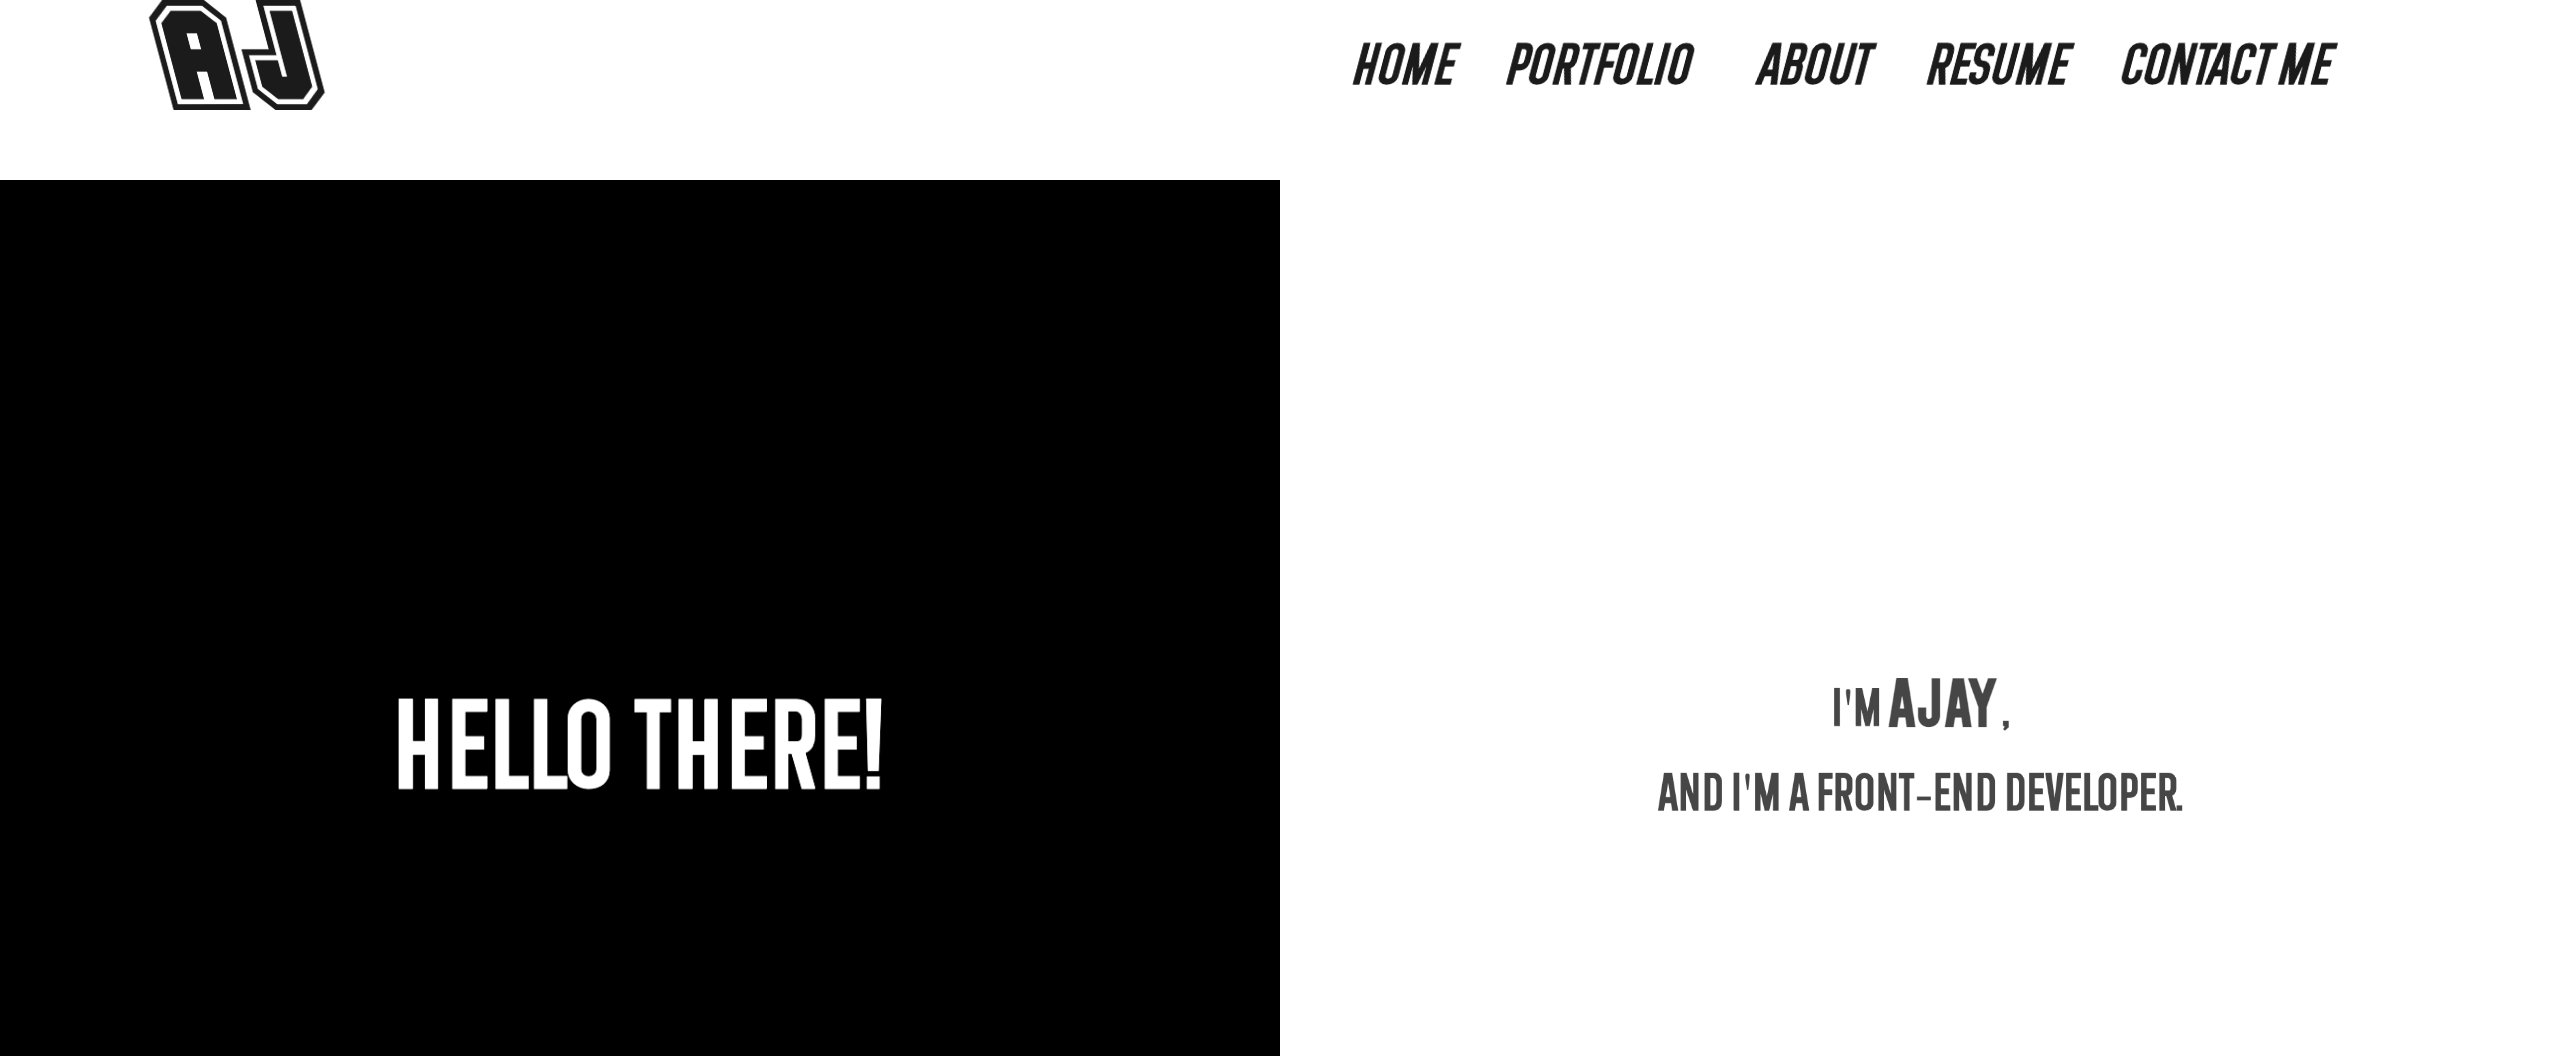 AJ
HOME PORTFOLIO ABOUT RESUME CONTACT ME
HELLO THERE!
I'M AJAY ,
AND I'M A FRONT-END DEVELOPER.